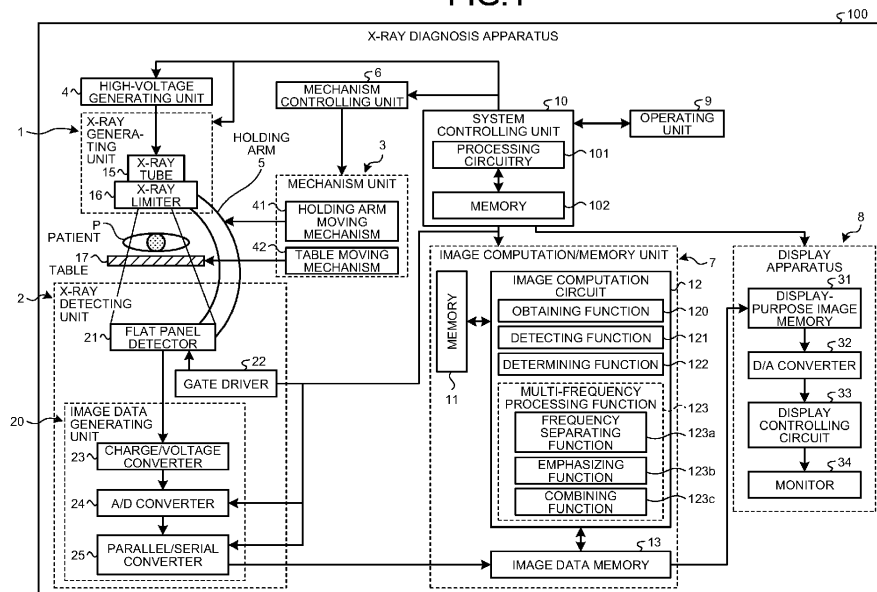 FIG.1
100
X-RAY DIAGNOSIS APPARATUS
4
HIGH-VOLTAGE
GENERATING UNIT
6
MECHANISM
CONTROLLING UNIT
10
SYSTEM
CONTROLLING UNIT
PROCESSING
CIRCUITRY
101
MEMORY
102
9
OPERATING
UNIT
1
X-RAY
GENERA-
TING
UNIT
15
X-RAY
TUBE
16
X-RAY
LIMITER
HOLDING
ARM
5
3
MECHANISM UNIT
41
HOLDING ARM
MOVING
MECHANISM
42
TABLE MOVING
MECHANISM
P
PATIENT
17
TABLE
2
X-RAY
DETECTING
UNIT
21
FLAT PANEL
DETECTOR
22
GATE DRIVER
20
IMAGE DATA
GENERATING
UNIT
23
CHARGE/VOLTAGE
CONVERTER
24
A/D CONVERTER
25
PARALLEL/SERIAL
CONVERTER
IMAGE COMPUTATION/MEMORY UNIT
7
MEMORY
11
IMAGE COMPUTATION
CIRCUIT
12
OBTAINING FUNCTION
120
DETECTING FUNCTION
121
DETERMINING FUNCTION
122
MULTI-FREQUENCY
PROCESSING FUNCTION
123
FREQUENCY
SEPARATING
FUNCTION
123a
EMPHASIZING
FUNCTION
123b
COMBINING
FUNCTION
123c
13
IMAGE DATA MEMORY
8
DISPLAY
APPARATUS
31
DISPLAY-
PURPOSE IMAGE
MEMORY
32
D/A CONVERTER
33
DISPLAY
CONTROLLING
CIRCUIT
34
MONITOR